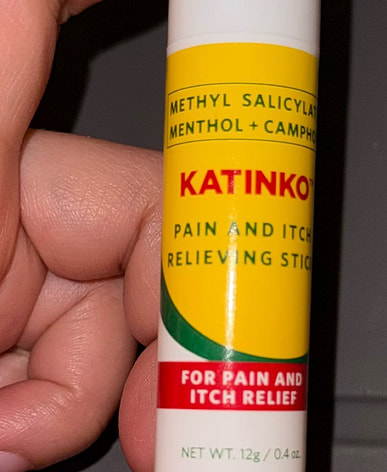 METHYL SALICYLAT
MENTHOL + CAMPHO
KATINKO™
PAIN AND ITCH
RELIEVING STIC
FOR PAIN AND
ITCH RELIEF
NET WT. 12g / 0.4 oz.